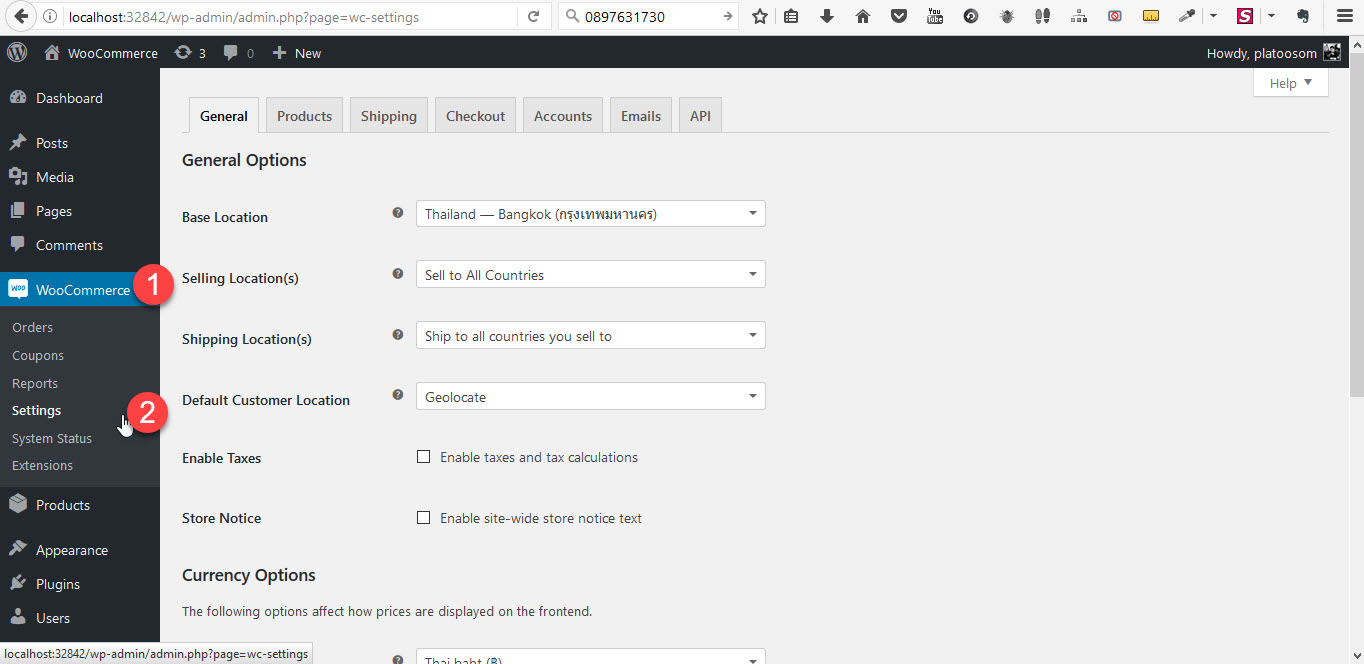 localhost:32842/wp-admin/admin.php?page=wc-settings
0897631730
You Tube
S
WooCommerce 3 0 New
Howdy, platoosom
Help
Dashboard
Posts
Media
Pages
Comments
woo WooCommerce 1
Orders
Coupons
Reports
Settings 2
System Status
Extensions
Products
Appearance
Plugins
Users
localhost:32842/wp-admin/admin.php?page=wc-settings
General Products Shipping Checkout Accounts Emails API
General Options
Base Location ? Thailand — Bangkok (กรุงเทพมหานคร)
Selling Location(s) ? Sell to All Countries
Shipping Location(s) ? Ship to all countries you sell to
Default Customer Location ? Geolocate
Enable Taxes Enable taxes and tax calculations
Store Notice Enable site-wide store notice text
Currency Options
The following options affect how prices are displayed on the frontend.
? Thai baht (฿)